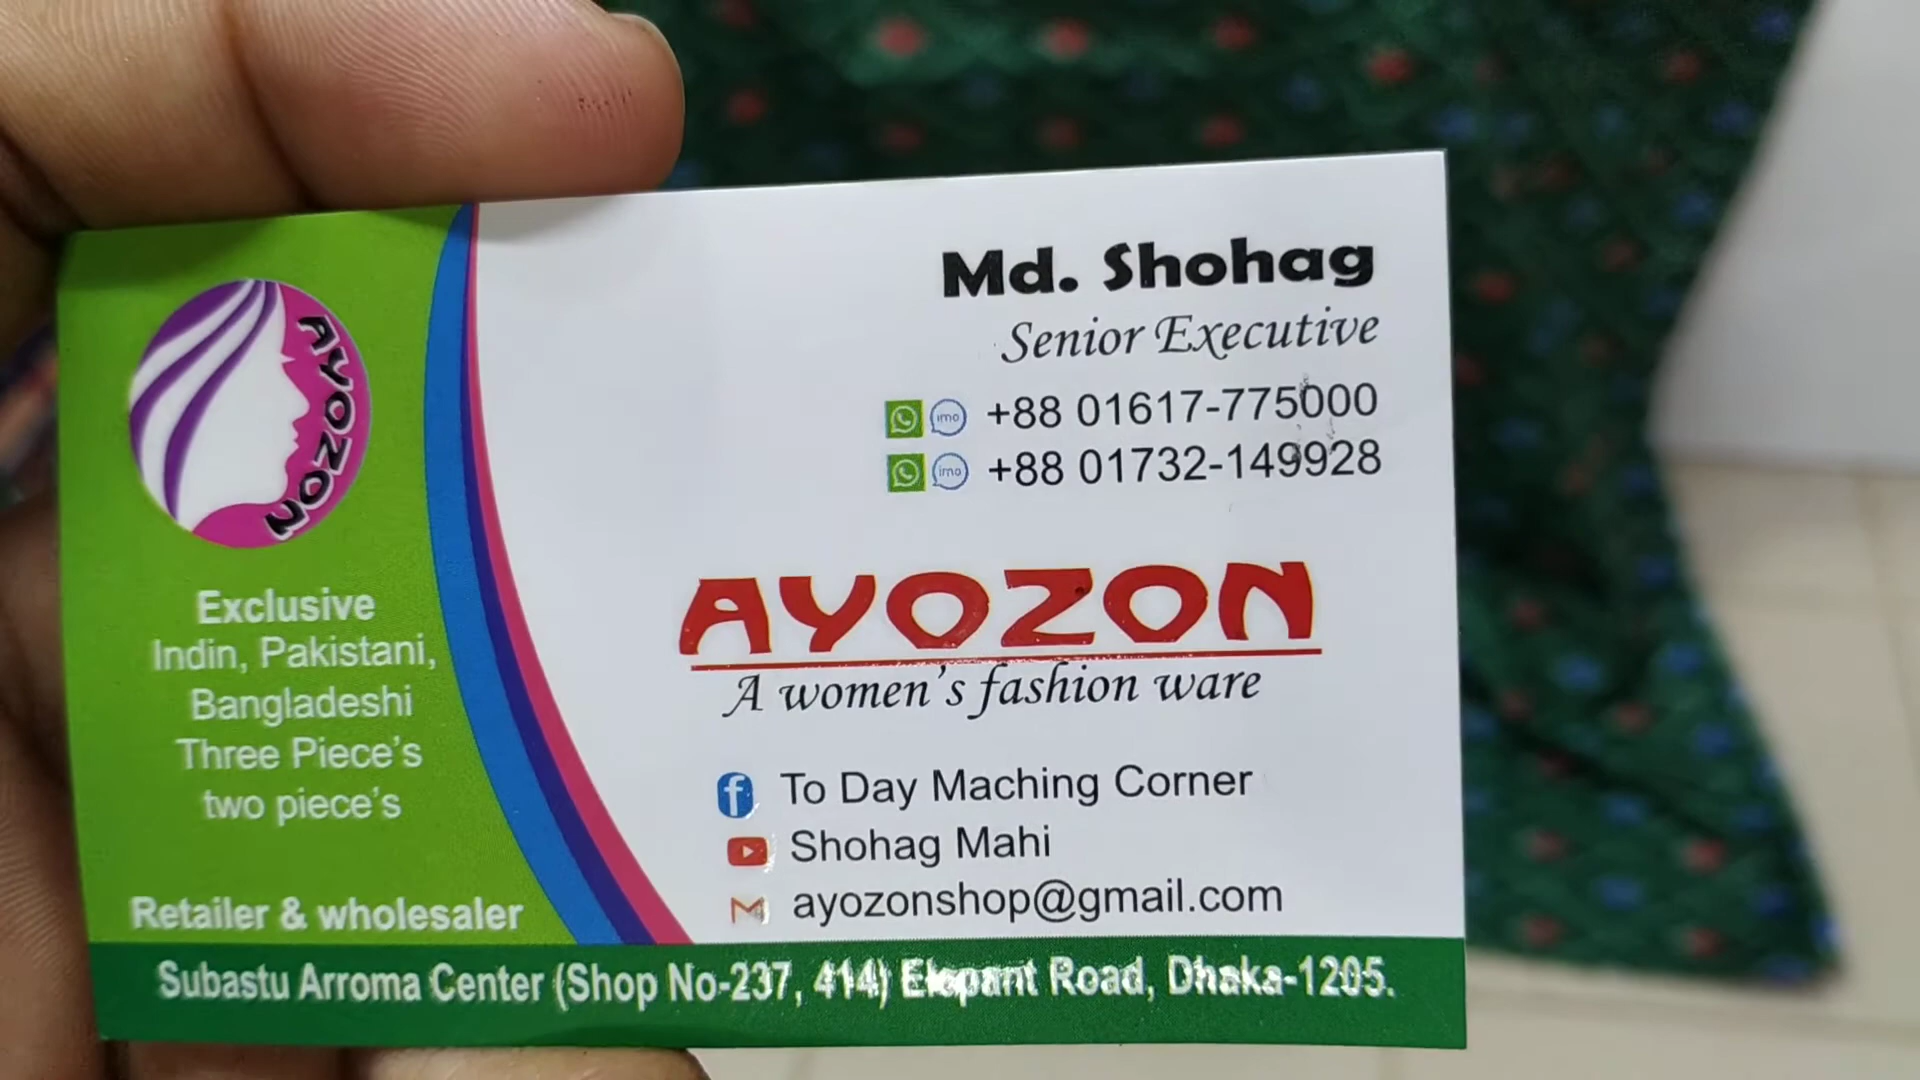 AYOZON
Exclusive
Indin, Pakistani,
Bangladeshi
Three Piece's
two piece's
Retailer & wholesaler
Md. Shohag
Senior Executive
imo +88 01617-775000
imo +88 01732-149928
AYOZON
A women's fashion ware
f To Day Maching Corner
Shohag Mahi
M ayozonshop@gmail.com
Subastu Arroma Center (Shop No-237, 414) Road, Dhaka-1205.